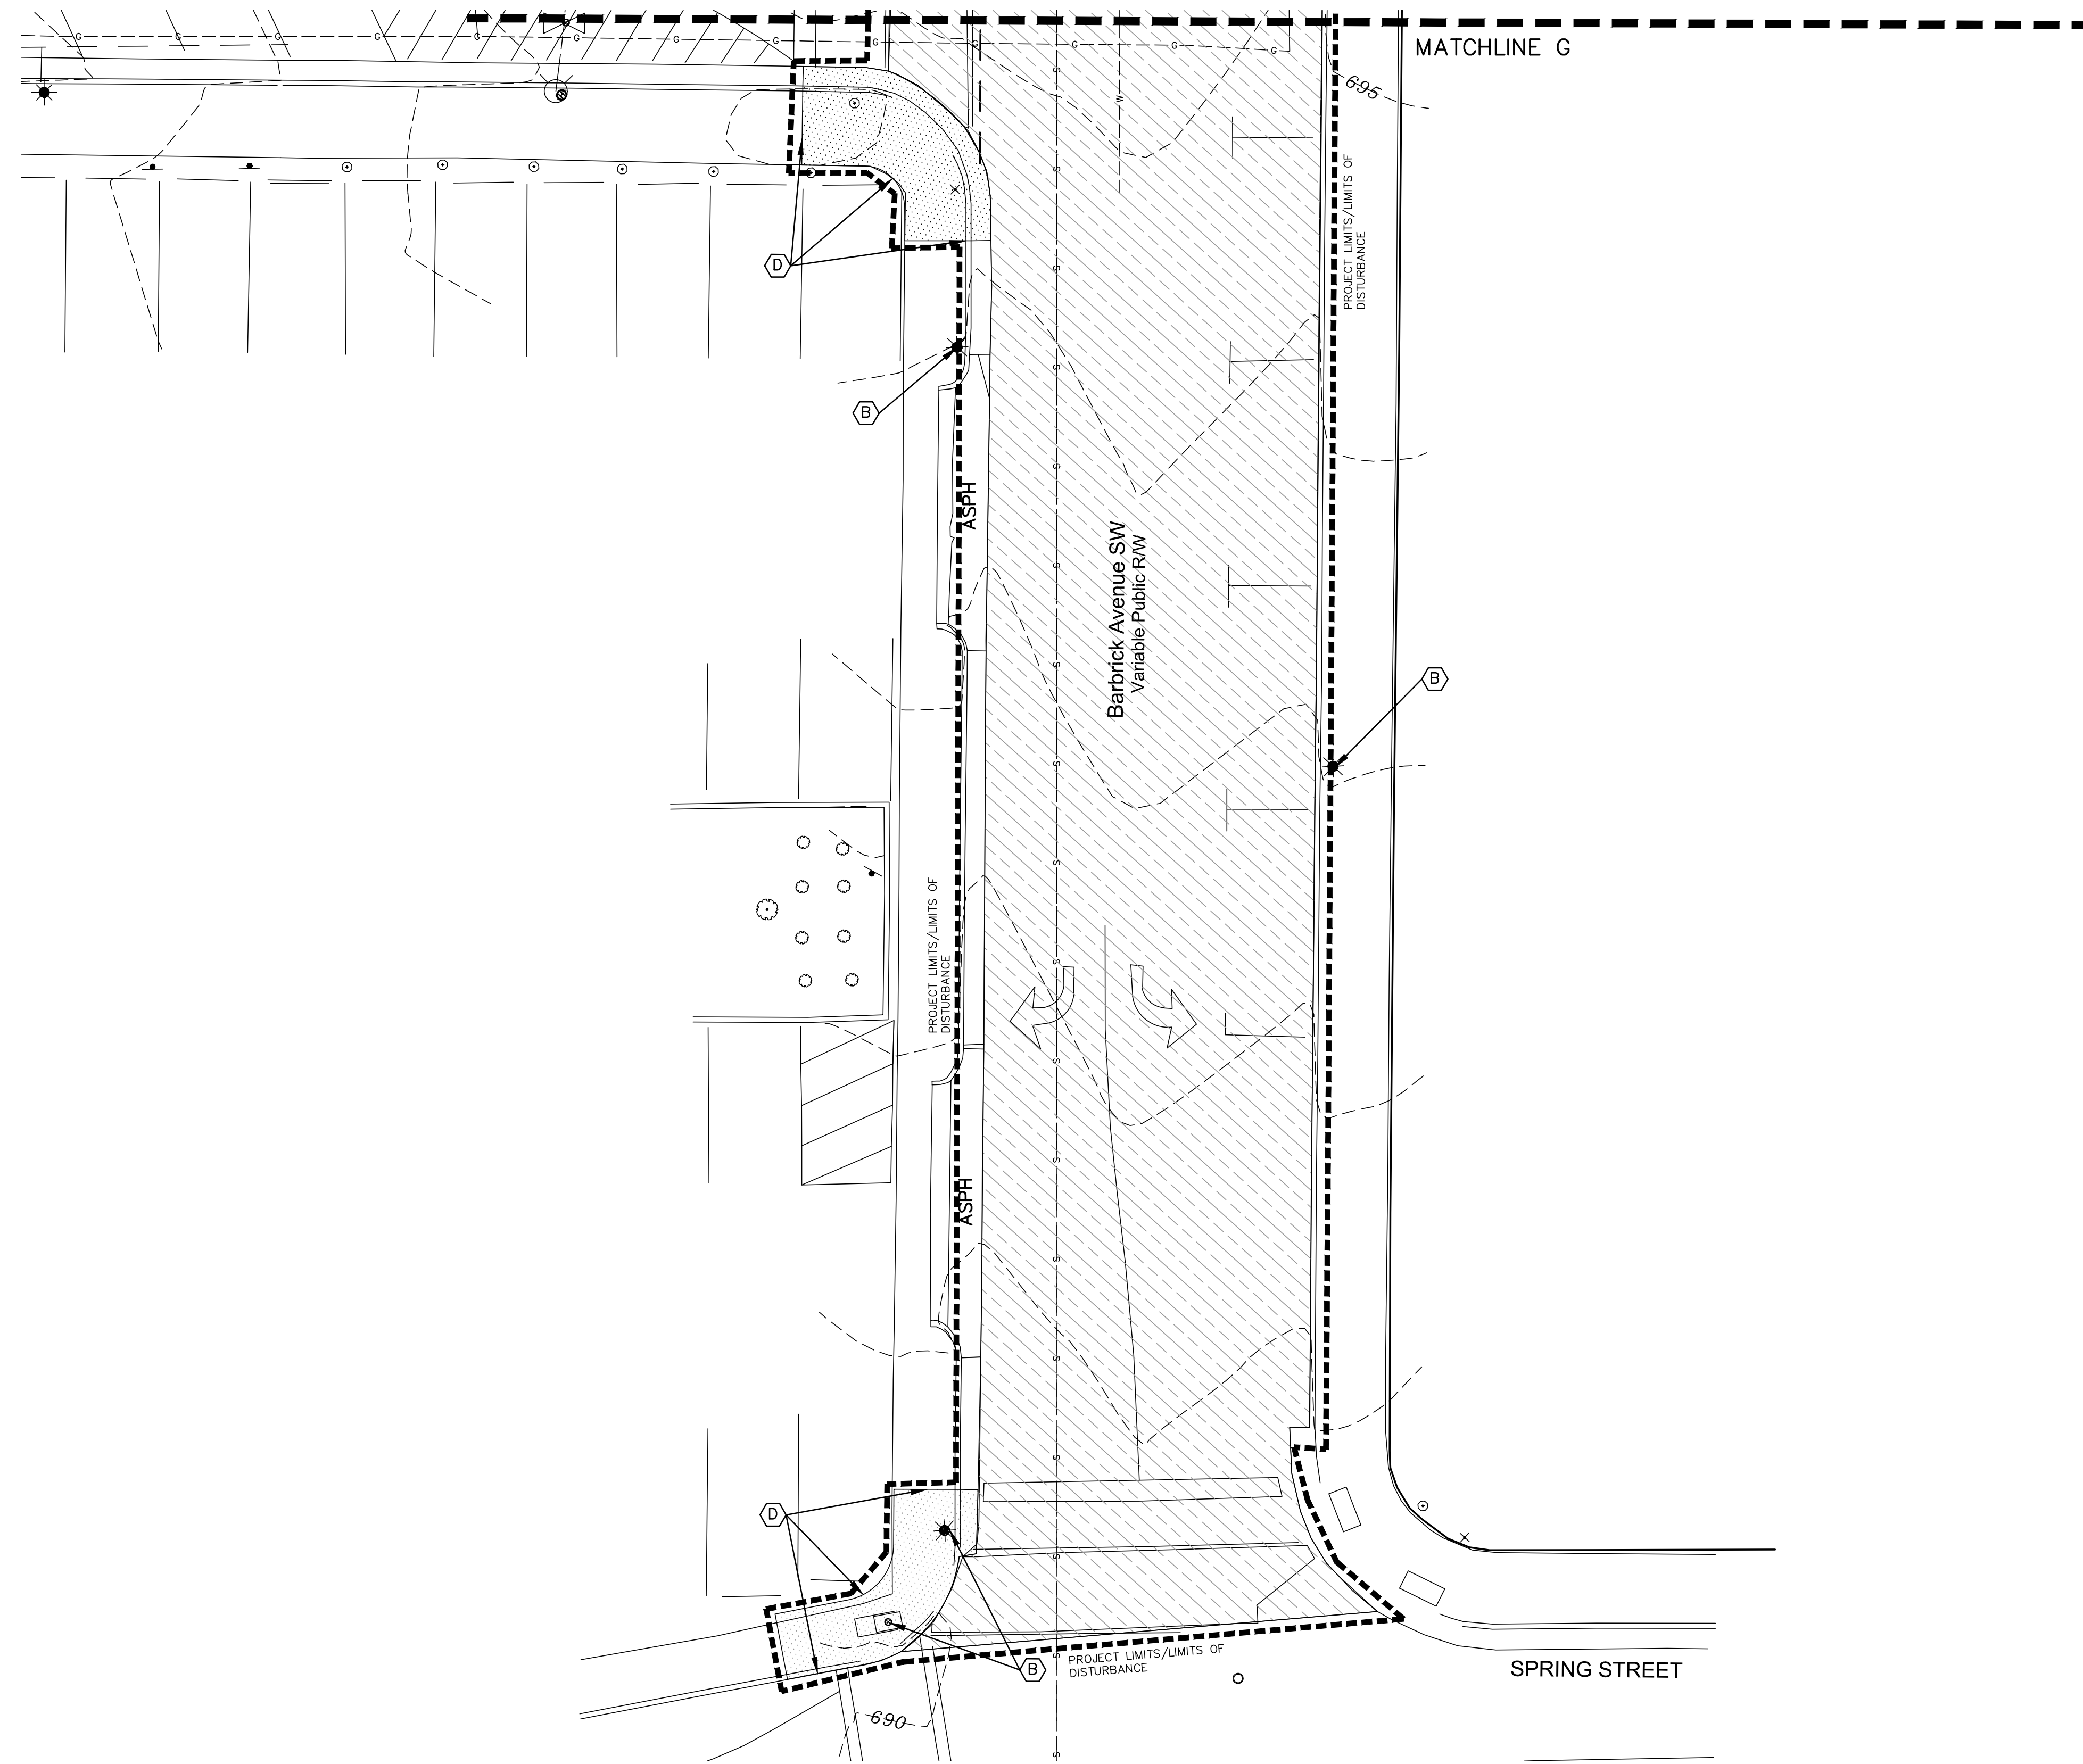 MATCHLINE G
G G G G G G G G G G G G G
695
W
PROJECT LIMITS/LIMITS OF
DISTURBANCE
D
B
ASPH
Barbrick Avenue SW
Variable Public R/W
B
PROJECT LIMITS/LIMITS OF
DISTURBANCE
ASPH
S S S S S S S S S S S S S S S S S S
D
B
PROJECT LIMITS/LIMITS OF
DISTURBANCE
SPRING STREET
690